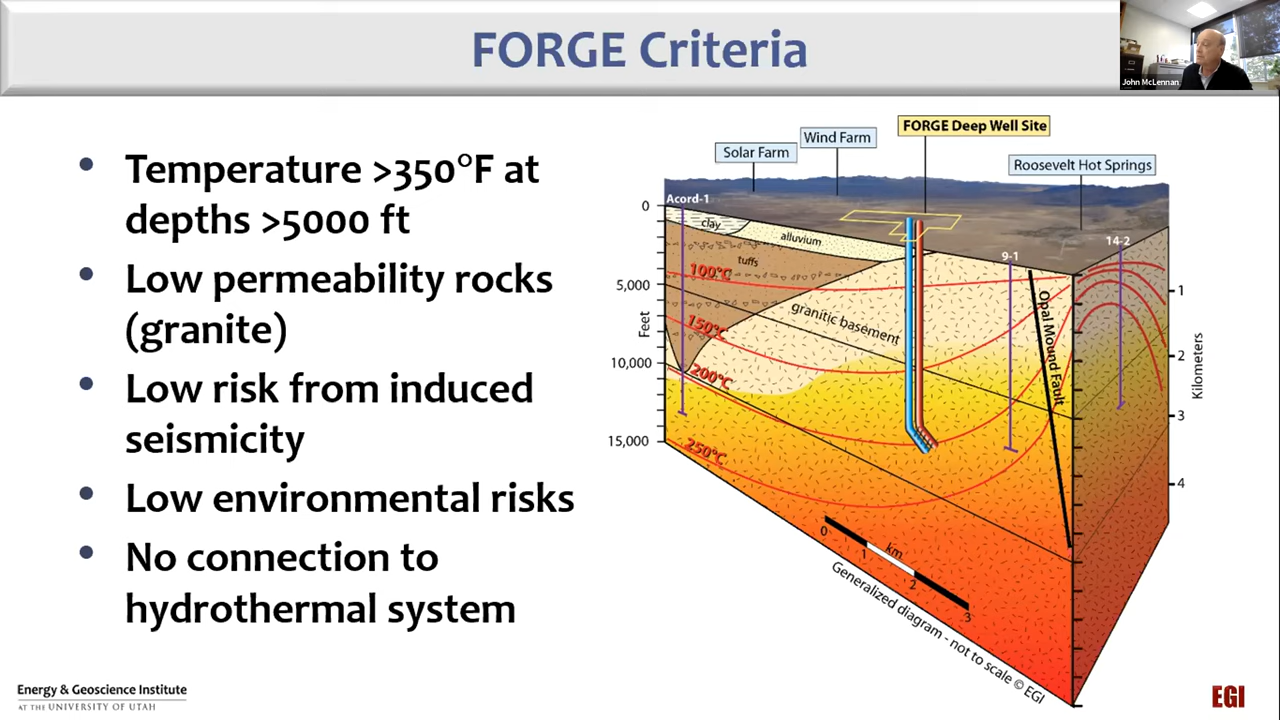 FORGE Criteria
John McLennan
• Temperature >350°F at
depths >5000 ft
• Low permeability rocks
(granite)
• Low risk from induced
seismicity
• Low environmental risks
• No connection to
hydrothermal system
FORGE Deep Well Site
Wind Farm
Solar Farm
Roosevelt Hot Springs
Acord-1
0
clay
alluvium
tuffs
14-2
9-1
100°C
5,000
1
Feet
150°C
granitic basement
Opal Mound Fault
2
Kilometers
10,000
200°C
3
15,000
250°C
4
0
km
1
2
3
Generalized diagram - not to scale © EGI
Energy & Geoscience Institute
AT THE UNIVERSITY OF UTAH
EGI